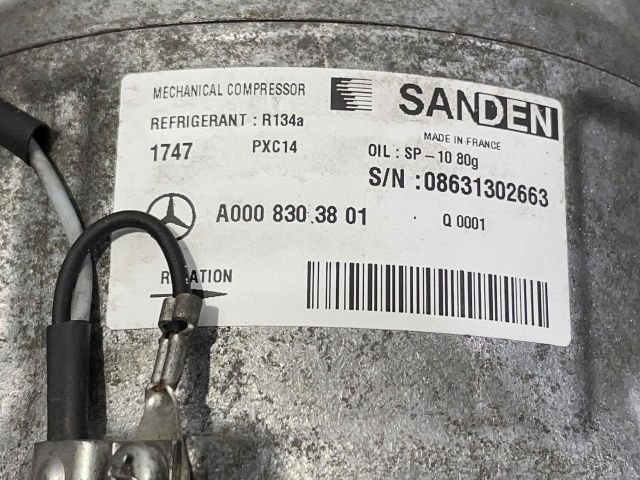 MECHANICAL COMPRESSOR
SANDEN
REFRIGERANT : R134a
MADE IN FRANCE
1747 PXC14
OIL : SP-10 80g
S/N :08631302663
A000 830 38 01
Q 0001